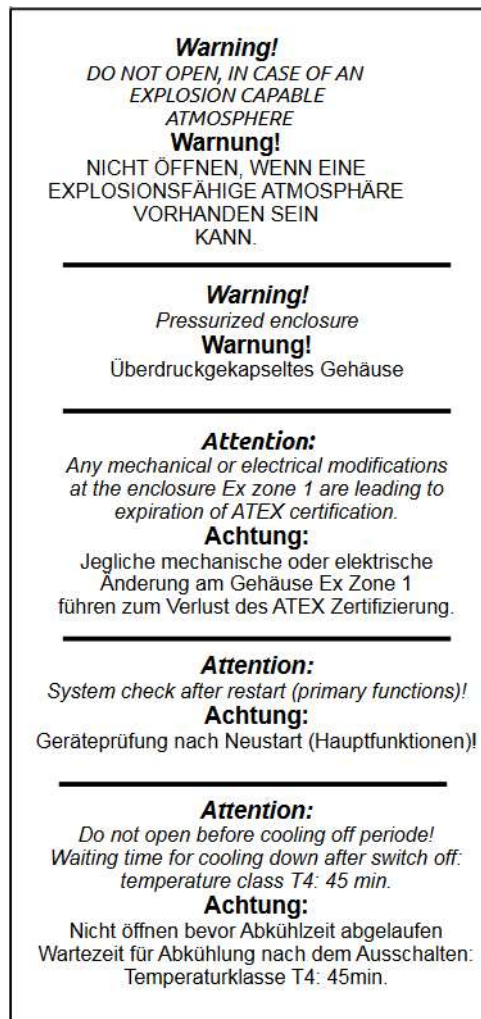 Warning!
DO NOT OPEN, IN CASE OF AN
EXPLOSION CAPABLE
ATMOSPHERE
Warnung!
NICHT ÖFFNEN, WENN EINE
EXPLOSIONSFÄHIGE ATMOSPHÄRE
VORHANDEN SEIN
KANN.
Warning!
Pressurized enclosure
Warnung!
Überdruckgekapseltes Gehäuse
Attention:
Any mechanical or electrical modifications
at the enclosure Ex zone 1 are leading to
expiration of ATEX certification.
Achtung:
Jegliche mechanische oder elektrische
Änderung am Gehäuse Ex Zone 1
führen zum Verlust des ATEX Zertifizierung.
Attention:
System check after restart (primary functions)!
Achtung:
Geräteprüfung nach Neustart (Hauptfunktionen)!
Attention:
Do not open before cooling off periode!
Waiting time for cooling down after switch off:
temperature class T4: 45 min.
Achtung:
Nicht öffnen bevor Abkühlzeit abgelaufen
Wartezeit für Abkühlung nach dem Ausschalten:
Temperaturklasse T4: 45min.